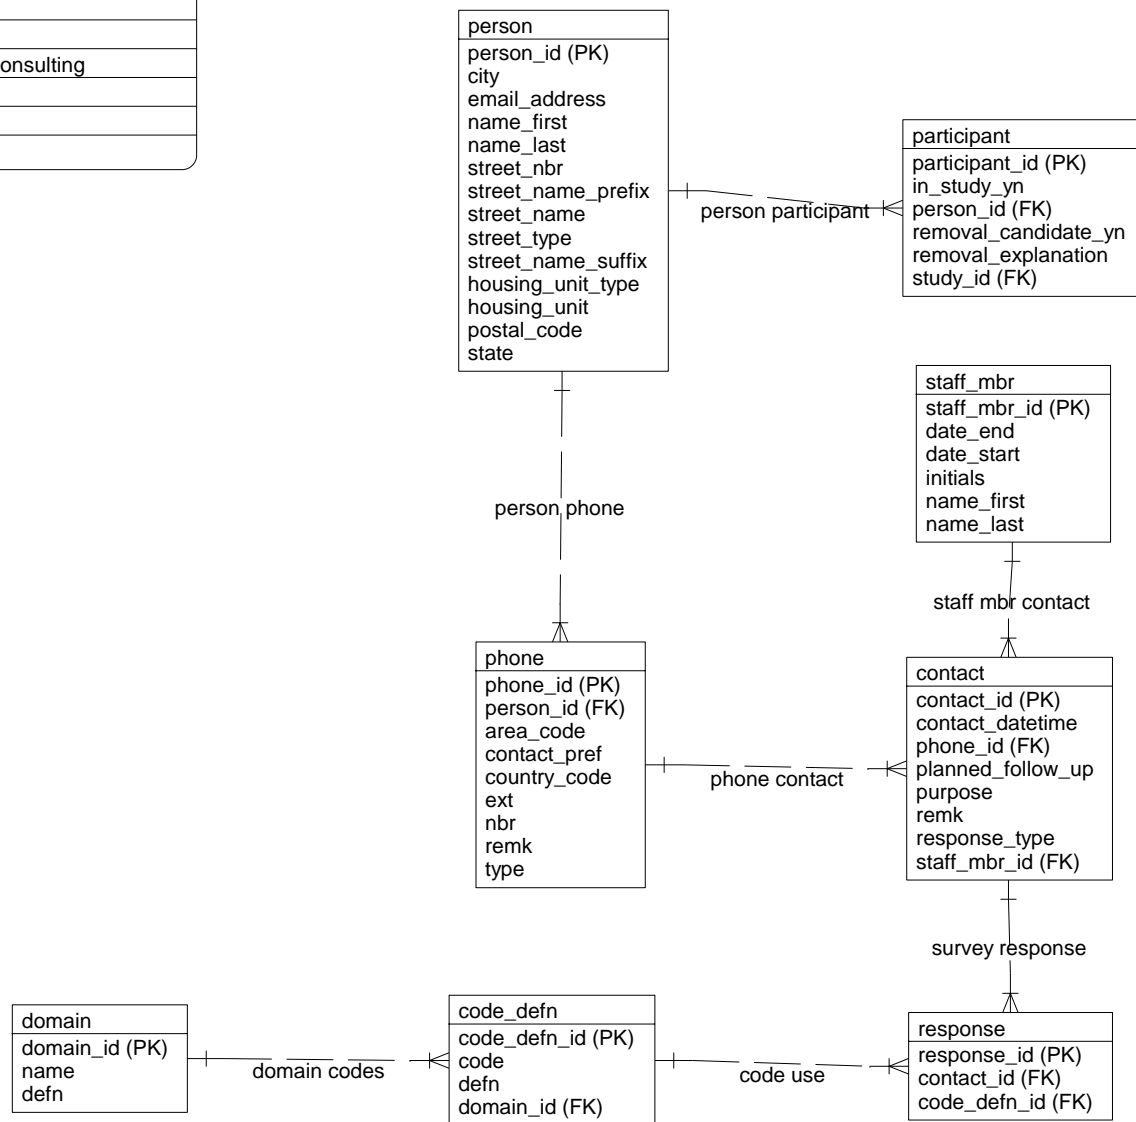 onsulting
person
person_id (PK)
city
email_address
name_first
name_last
street_nbr
street_name_prefix
street_name
street_type
street_name_suffix
housing_unit_type
housing_unit
postal_code
state
person participant
participant
participant_id (PK)
in_study_yn
person_id (FK)
removal_candidate_yn
removal_explanation
study_id (FK)
staff_mbr
staff_mbr_id (PK)
date_end
date_start
initials
name_first
name_last
person phone
staff mbr contact
phone
phone_id (PK)
person_id (FK)
area_code
contact_pref
country_code
ext
nbr
remk
type
phone contact
contact
contact_id (PK)
contact_datetime
phone_id (FK)
planned_follow_up
purpose
remk
response_type
staff_mbr_id (FK)
survey response
domain
domain_id (PK)
name
defn
domain codes
code_defn
code_defn_id (PK)
code
defn
domain_id (FK)
code use
response
response_id (PK)
contact_id (FK)
code_defn_id (FK)